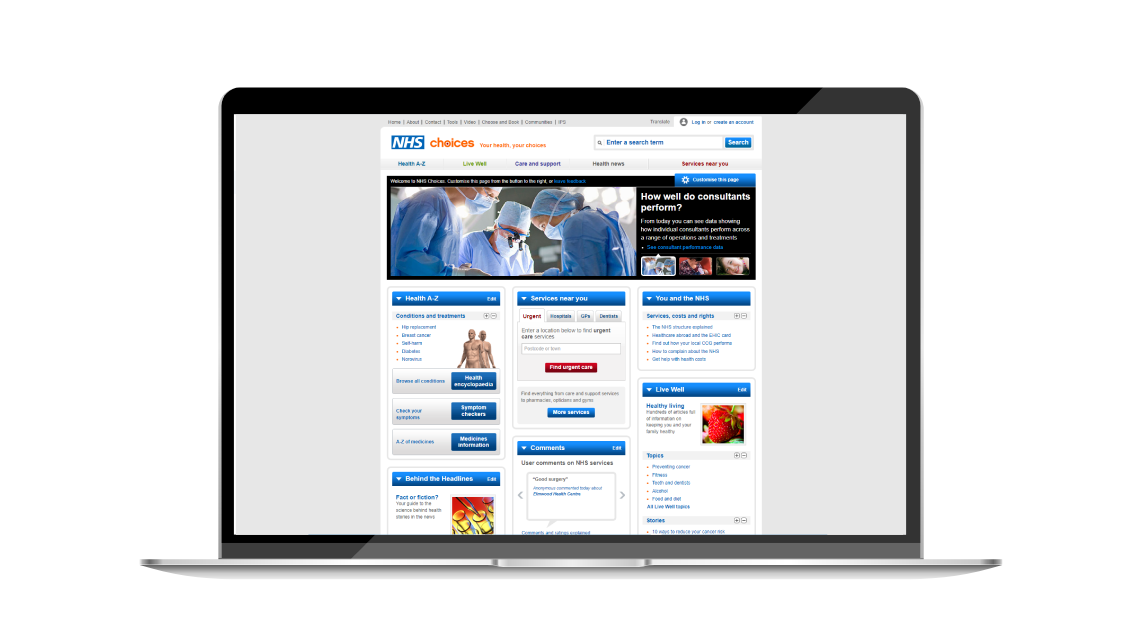 Home | About | Contact | Tools | Video | Choose and Book | Communities | IPS
Translate
Log in or create an account
NHS choices Your health, your choices
Enter a search term
Search
Health A-Z
Live Well
Care and support
Health news
Services near you
Welcome to NHS Choices. Customise this page from the button to the right, or leave feedback
Customise this page
How well do consultants
perform?
From today you can see data showing
how individual consultants perform across
a range of operations and treatments
See consultant performance data
Health A-Z
Edit
Conditions and treatments
Hip replacement
Breast cancer
Self-harm
Diabetes
Norovirus
Browse all conditions
Health
encyclopaedia
Check your
symptoms
Symptom
checkers
A-Z of medicines
Medicines
information
Behind the Headlines
Edit
Fact or fiction?
Your guide to the
science behind health
stories in the news
Services near you
Urgent
Hospitals
GPs
Dentists
Enter a location below to find urgent
care services
Postcode or town
Find urgent care
Find everything from care and support services
to pharmacies, opticians and gyms
More services
Comments
Edit
User comments on NHS services
"Good surgery"
Anonymous commented today about
Elmwood Health Centre
Comments and ratings explained
You and the NHS
Services, costs and rights
The NHS structure explained
Healthcare abroad and the EHIC card
Find out how your local CCG performs
How to complain about the NHS
Get help with health costs
Live Well
Edit
Healthy living
Hundreds of articles full
of information on
keeping you and your
family healthy
Topics
Preventing cancer
Fitness
Teeth and dentists
Alcohol
Food and diet
All Live Well topics
Stories
10 ways to reduce your cancer risk